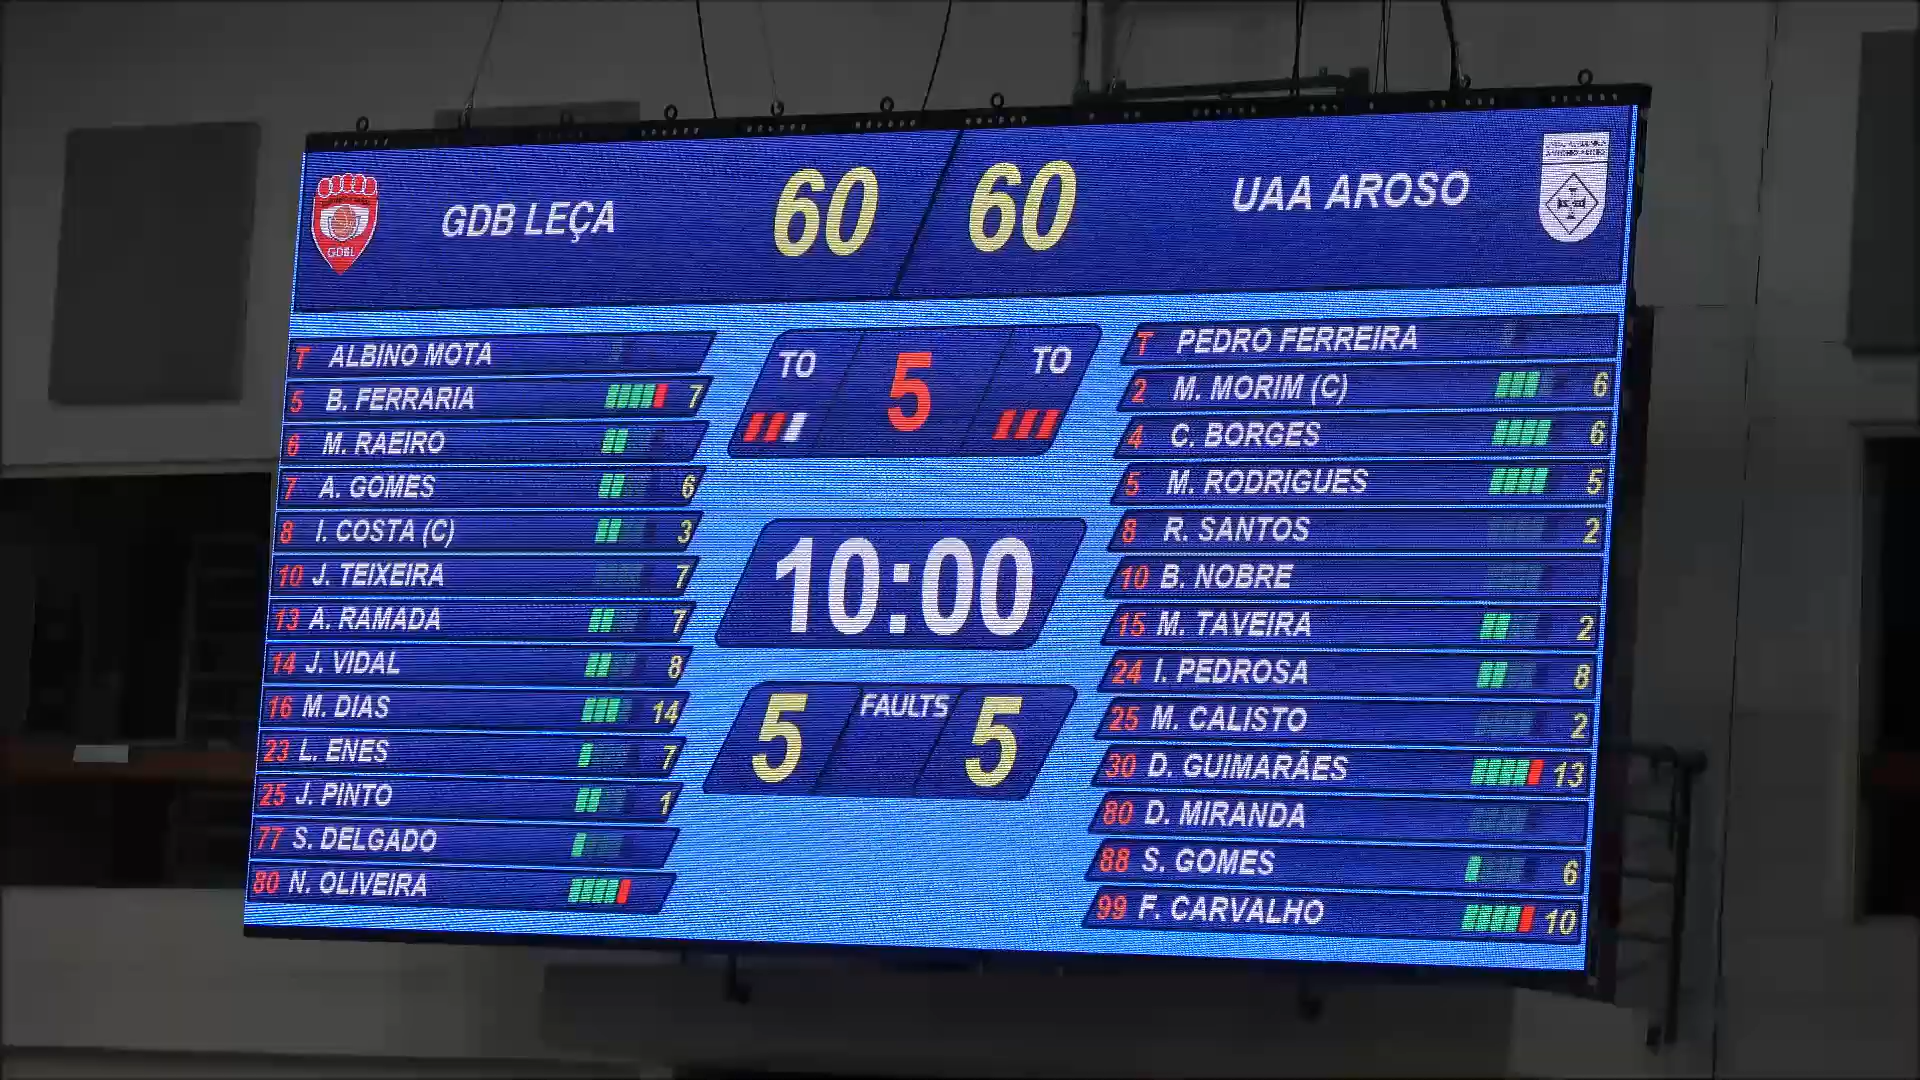 GDB LEÇA 60 60 UAA AROSO
GDBL
T ALBINO MOTA
5 B. FERRARIA 7
6 M. RAEIRO
7 A. GOMES 6
8 I. COSTA (C) 3
10 J. TEIXEIRA 7
13 A. RAMADA 7
14 J. VIDAL 8
16 M. DIAS 14
23 L. ENES 7
25 J. PINTO 1
77 S. DELGADO
80 N. OLIVEIRA
TO 5 TO
10:00
5 FAULTS 5
T PEDRO FERREIRA
2 M. MORIM (C) 6
4 C. BORGES 6
5 M. RODRIGUES 5
8 R. SANTOS 2
10 B. NOBRE
15 M. TAVEIRA 2
24 I. PEDROSA 8
25 M. CALISTO 2
30 D. GUIMARÃES 13
80 D. MIRANDA
88 S. GOMES 6
99 F. CARVALHO 10